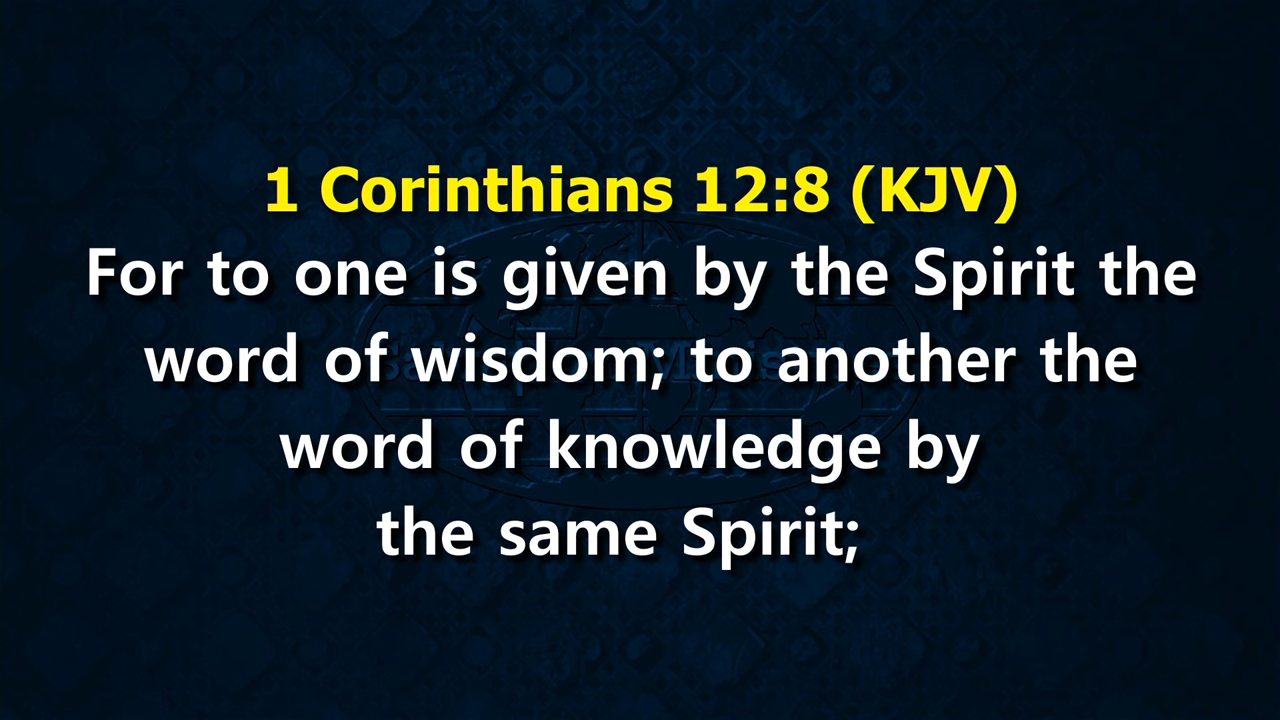 1 Corinthians 12:8 (KJV)
For to one is given by the Spirit the
word of wisdom; to another the
word of knowledge by
the same Spirit;